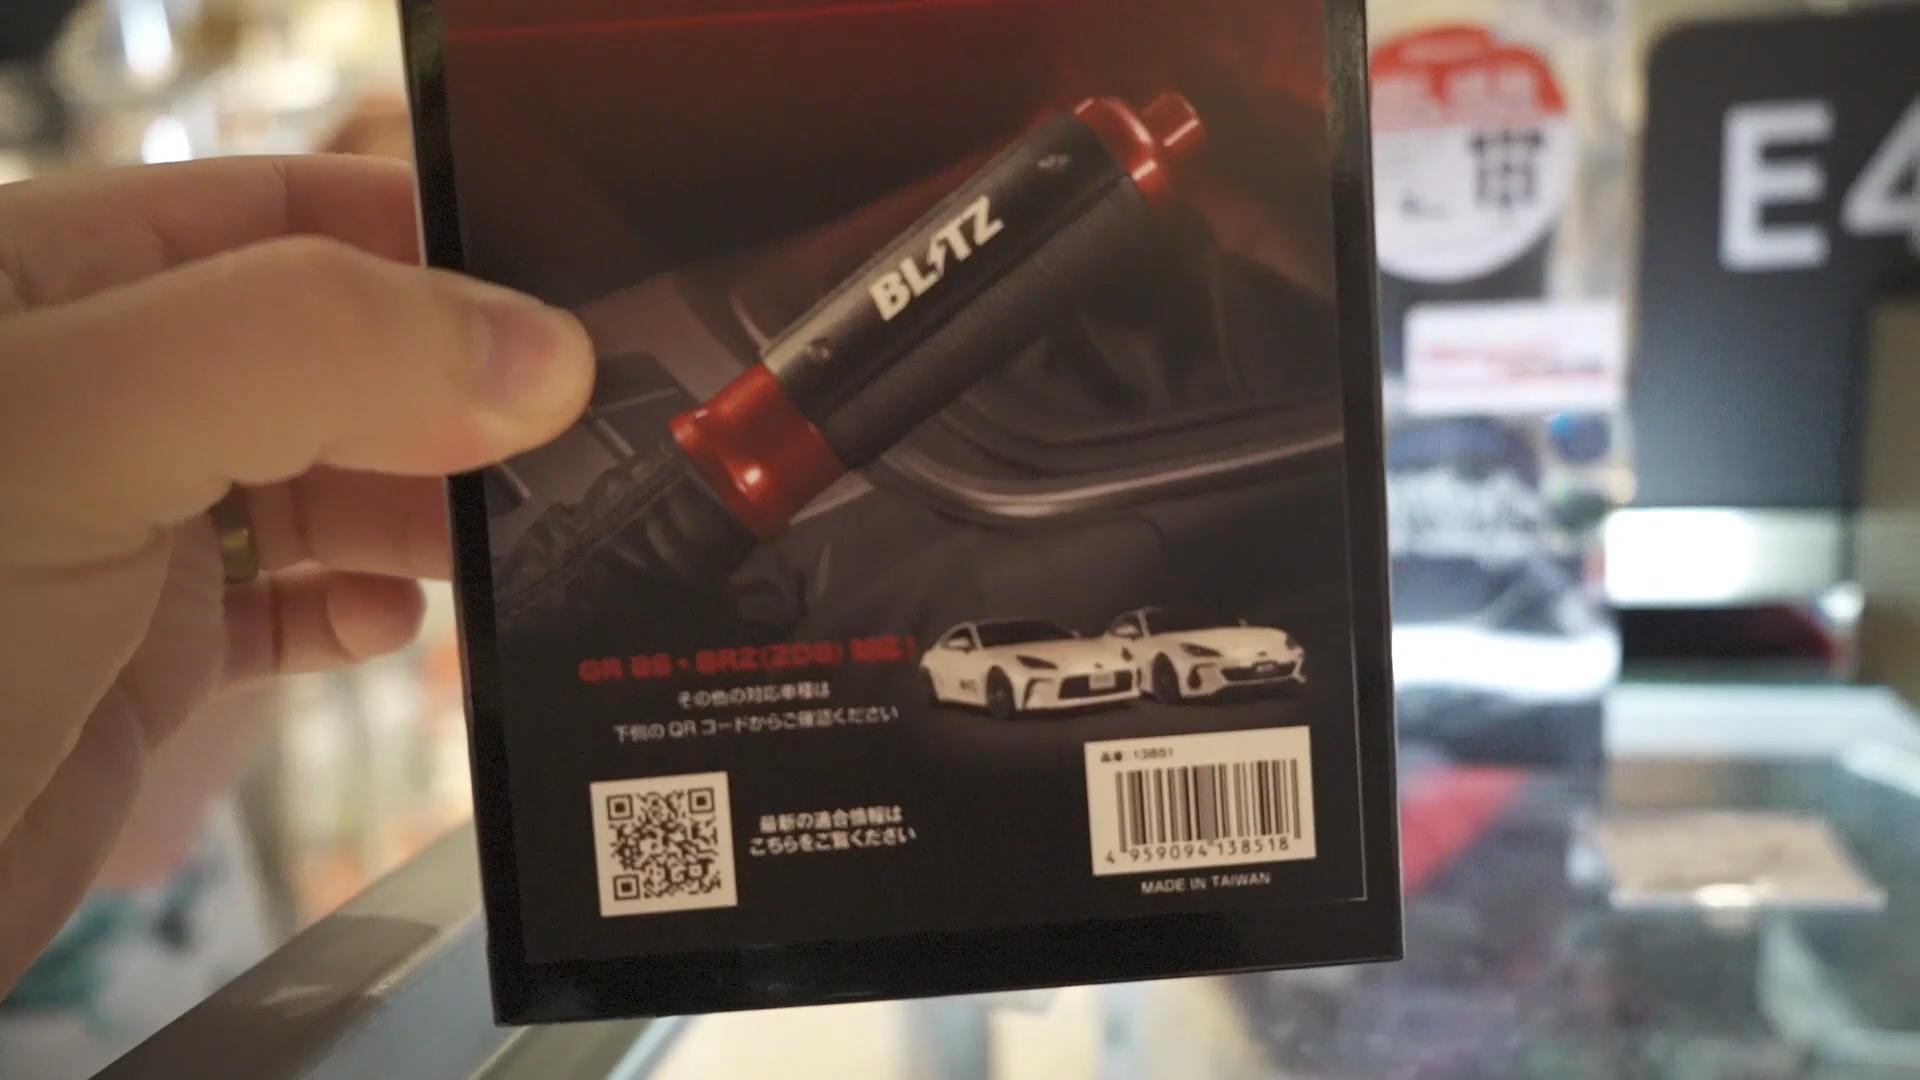 BLITZ
GR 86・BRZ(ZD8) 対応!
その他の対応車種は
下側の QR コードからご確認ください
最新の適合情報は
こちらをご覧ください
品番:13851
4 959094 138518
MADE IN TAIWAN
E4